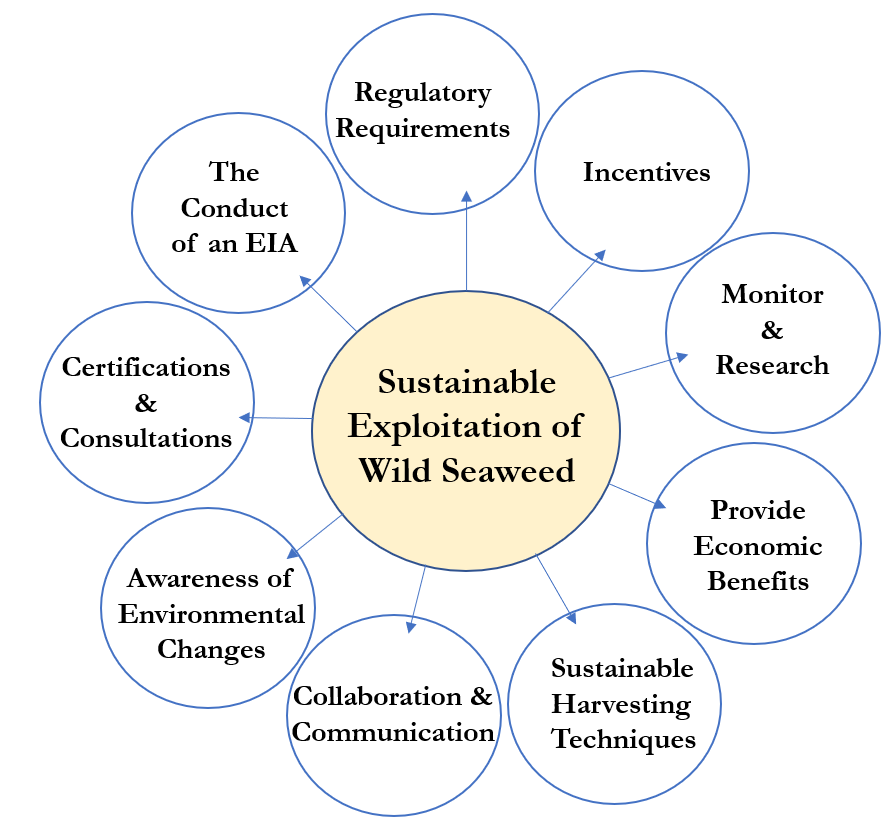 Regulatory
Requirements
Incentives
Monitor
&
Research
Provide
Economic
Benefits
Sustainable
Harvesting
Techniques
Collaboration &
Communication
Awareness of
Environmental
Changes
Certifications
&
Consultations
The
Conduct
of an EIA
Sustainable
Exploitation of
Wild Seaweed